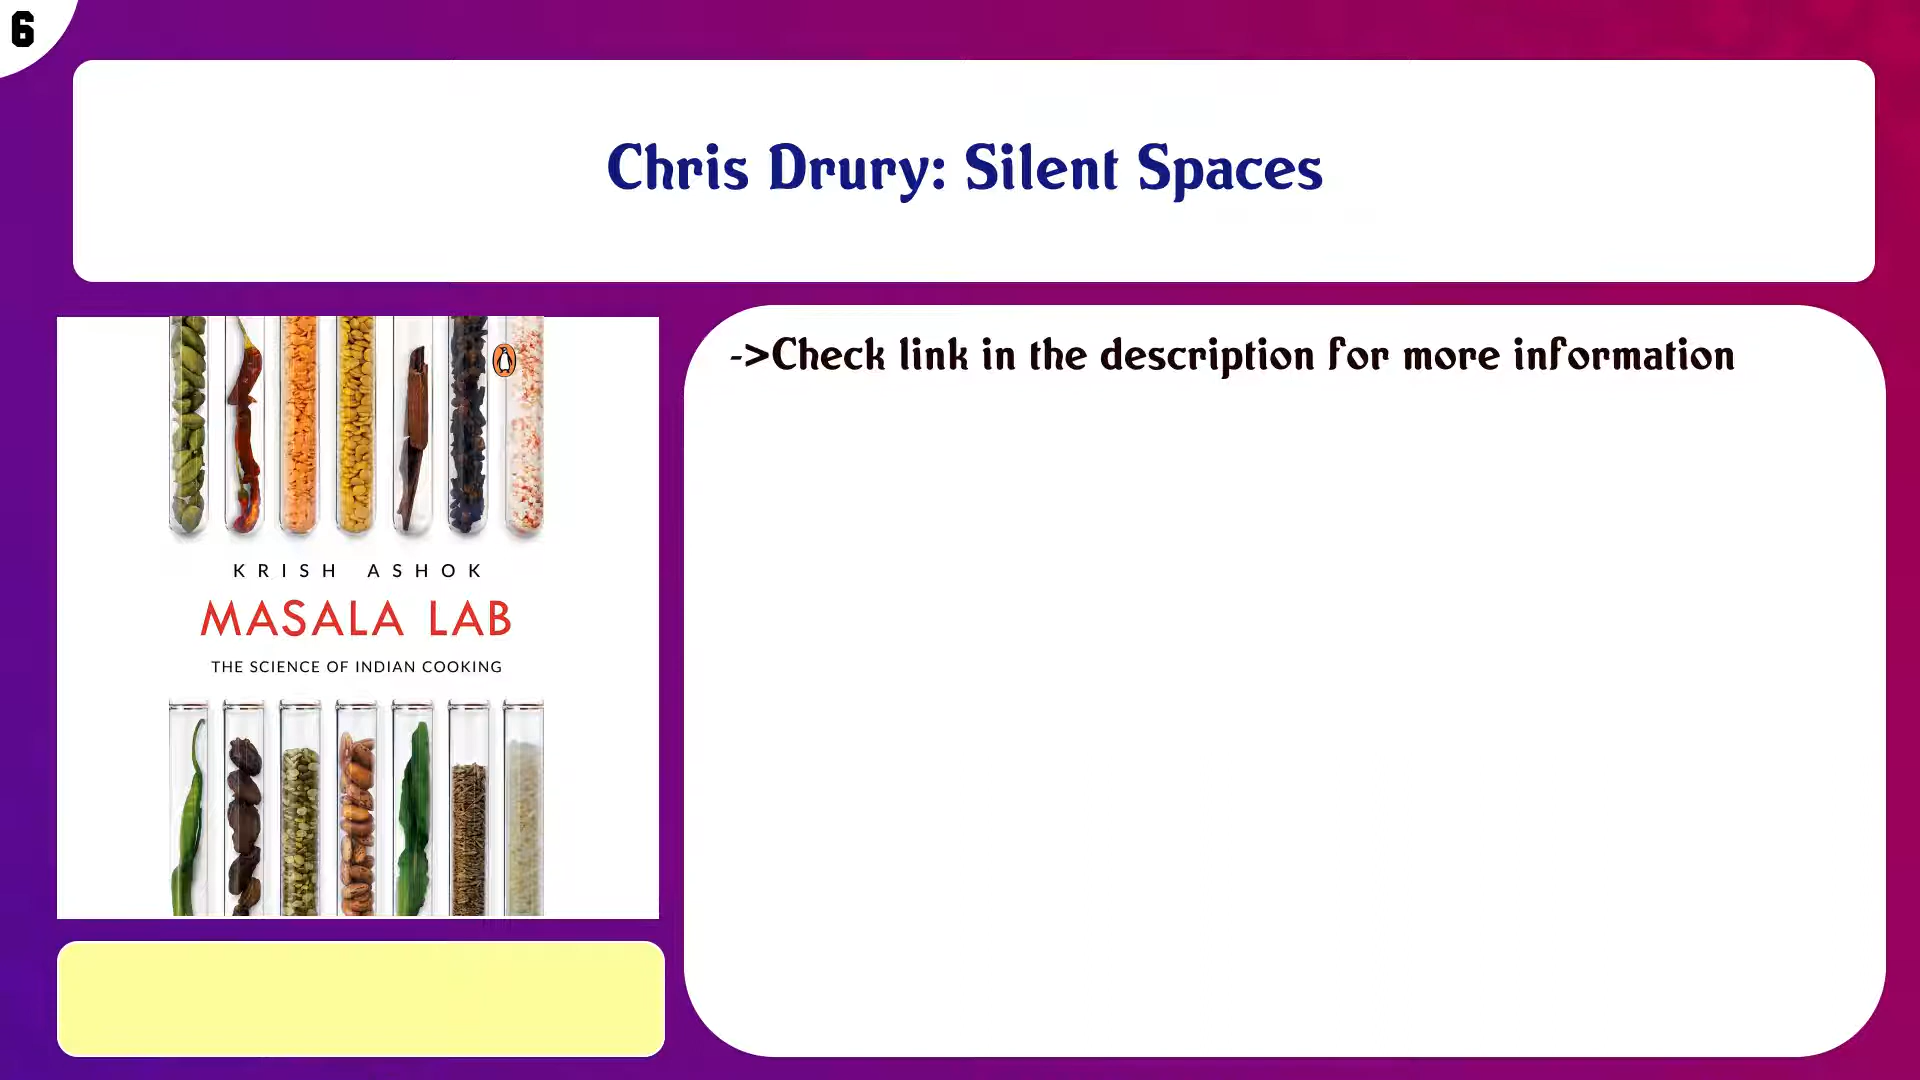 6
Chris Drury: Silent Spaces
->Check link in the description for more information
KRISH ASHOK
MASALA LAB
THE SCIENCE OF INDIAN COOKING